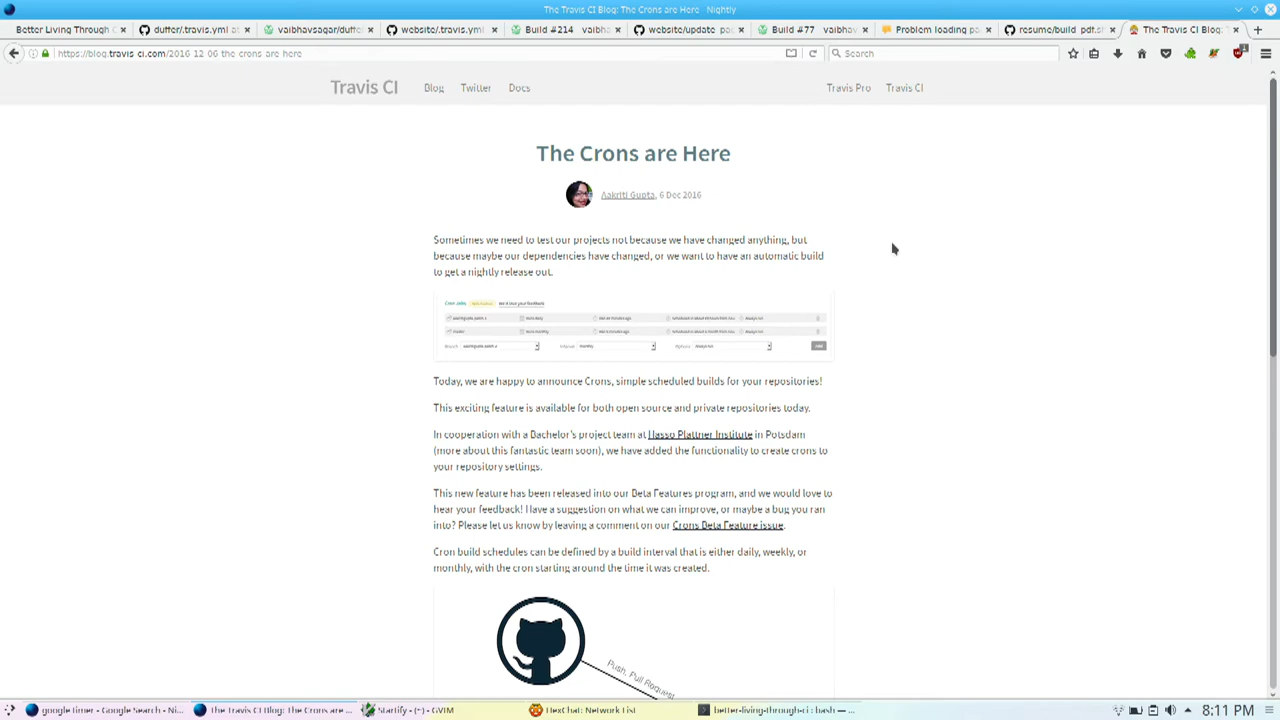 The Travis CI Blog: The Crons are Here - Nightly
Better Living Through C
duffer/.travis.yml at
vaibhavsagar/duffe
website/.travis.yml
Build #214 vaibh
website/update_pac
Build #77 vaibhav
Problem loading pa
resume/build_pdf.sh
The Travis CI Blog: T
https://blog.travis-ci.com/2016-12-06-the-crons-are-here
Search
Travis CI
Blog
Twitter
Docs
Travis Pro
Travis CI
The Crons are Here
Aakriti Gupta, 6 Dec 2016
Sometimes we need to test our projects not because we have changed anything, but
because maybe our dependencies have changed, or we want to have an automatic build
to get a nightly release out.
Cron Jobs
Today, we are happy to announce Crons, simple scheduled builds for your repositories!
This exciting feature is available for both open source and private repositories today.
In cooperation with a Bachelor's project team at Hasso Plattner Institute in Potsdam
(more about this fantastic team soon), we have added the functionality to create crons to
your repository settings.
This new feature has been released into our Beta Features program, and we would love to
hear your feedback! Have a suggestion on what we can improve, or maybe a bug you ran
into? Please let us know by leaving a comment on our Crons Beta Feature issue.
Cron build schedules can be defined by a build interval that is either daily, weekly, or
monthly, with the cron starting around the time it was created.
Push, Pull Request
google timer - Google Search - Ni...
The Travis CI Blog: The Crons are ...
Startify - (~) - GVIM
HexChat: Network List
better-living-through-ci : bash — ...
8:11 PM